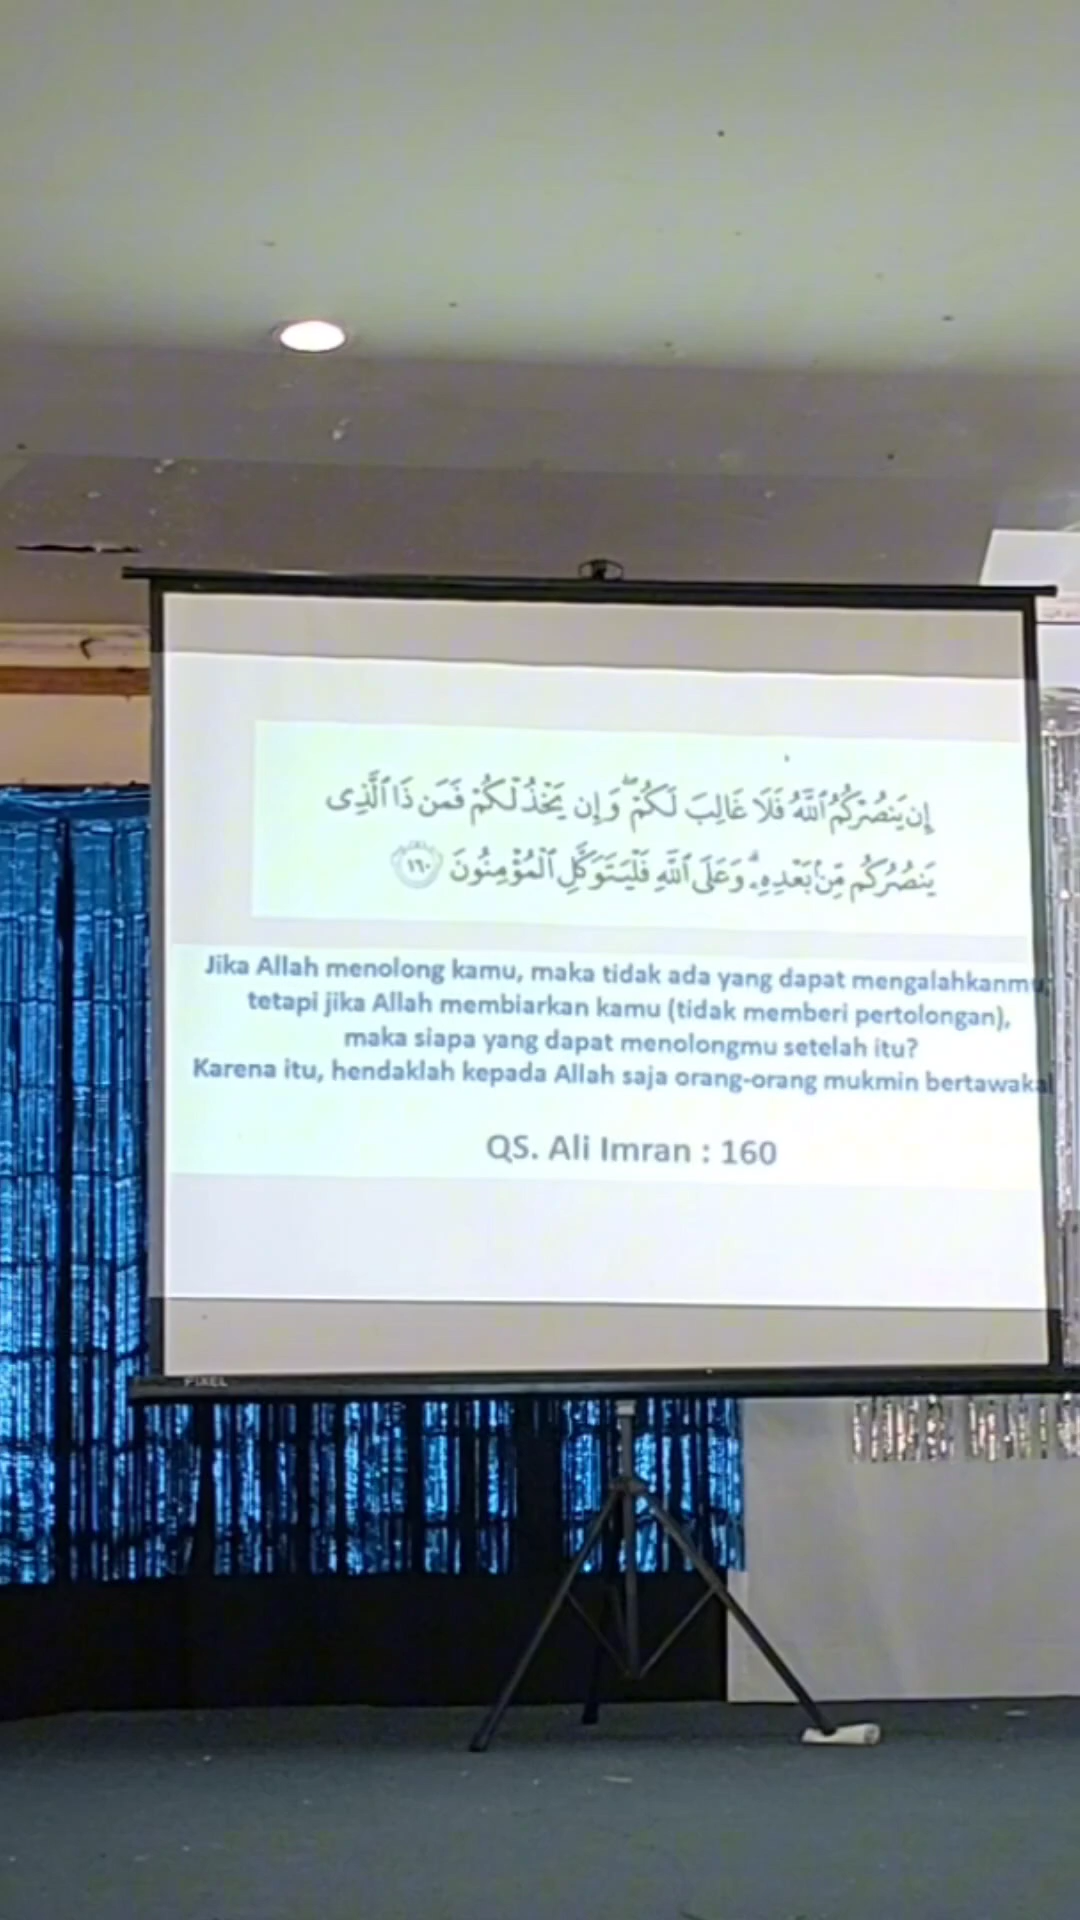 إِن يَنصُرْكُمُ ٱللَّهُ فَلَا غَالِبَ لَكُمْ ۖ وَإِن يَخْذُلْكُمْ فَمَن ذَا ٱلَّذِى
يَنصُرُكُم مِّنۢ بَعْدِهِۦ ۗ وَعَلَى ٱللَّهِ فَلْيَتَوَكَّلِ ٱلْمُؤْمِنُونَ ١٦٠
Jika Allah menolong kamu, maka tidak ada yang dapat mengalahkanmu,
tetapi jika Allah membiarkan kamu (tidak memberi pertolongan),
maka siapa yang dapat menolongmu setelah itu?
Karena itu, hendaklah kepada Allah saja orang-orang mukmin bertawakal
QS. Ali Imran : 160
PIXEL